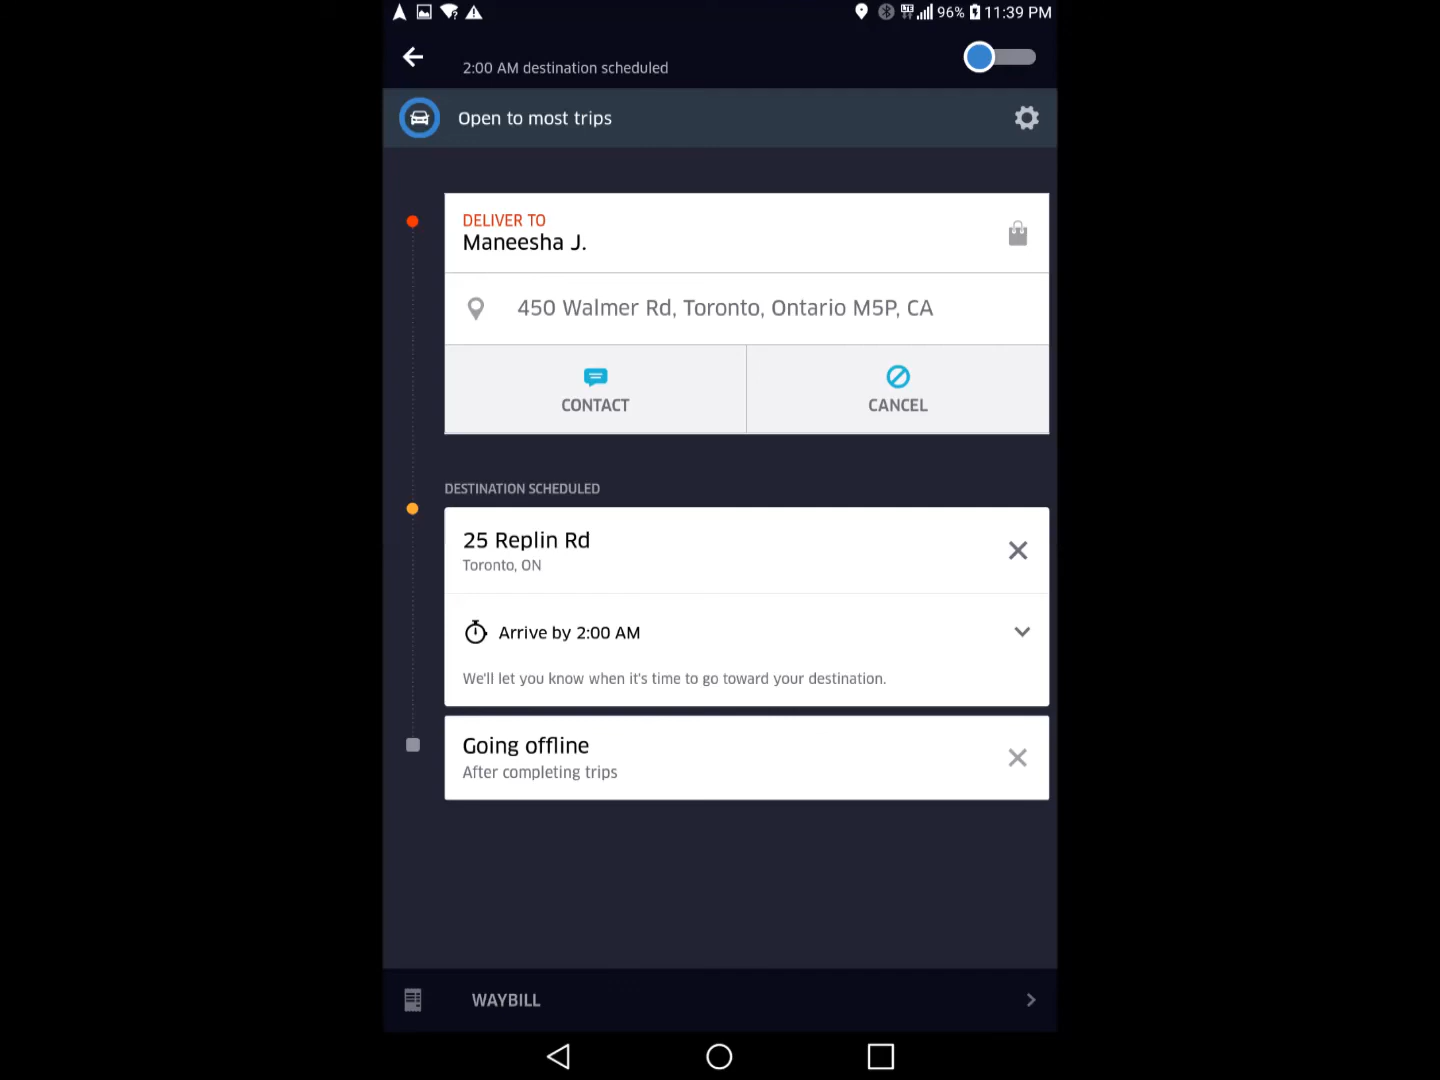 LTE 96% 11:39 PM
2:00 AM destination scheduled
Open to most trips
DELIVER TO
Maneesha J.
450 Walmer Rd, Toronto, Ontario M5P, CA
CONTACT
CANCEL
DESTINATION SCHEDULED
25 Replin Rd
Toronto, ON
Arrive by 2:00 AM
We'll let you know when it's time to go toward your destination.
Going offline
After completing trips
WAYBILL